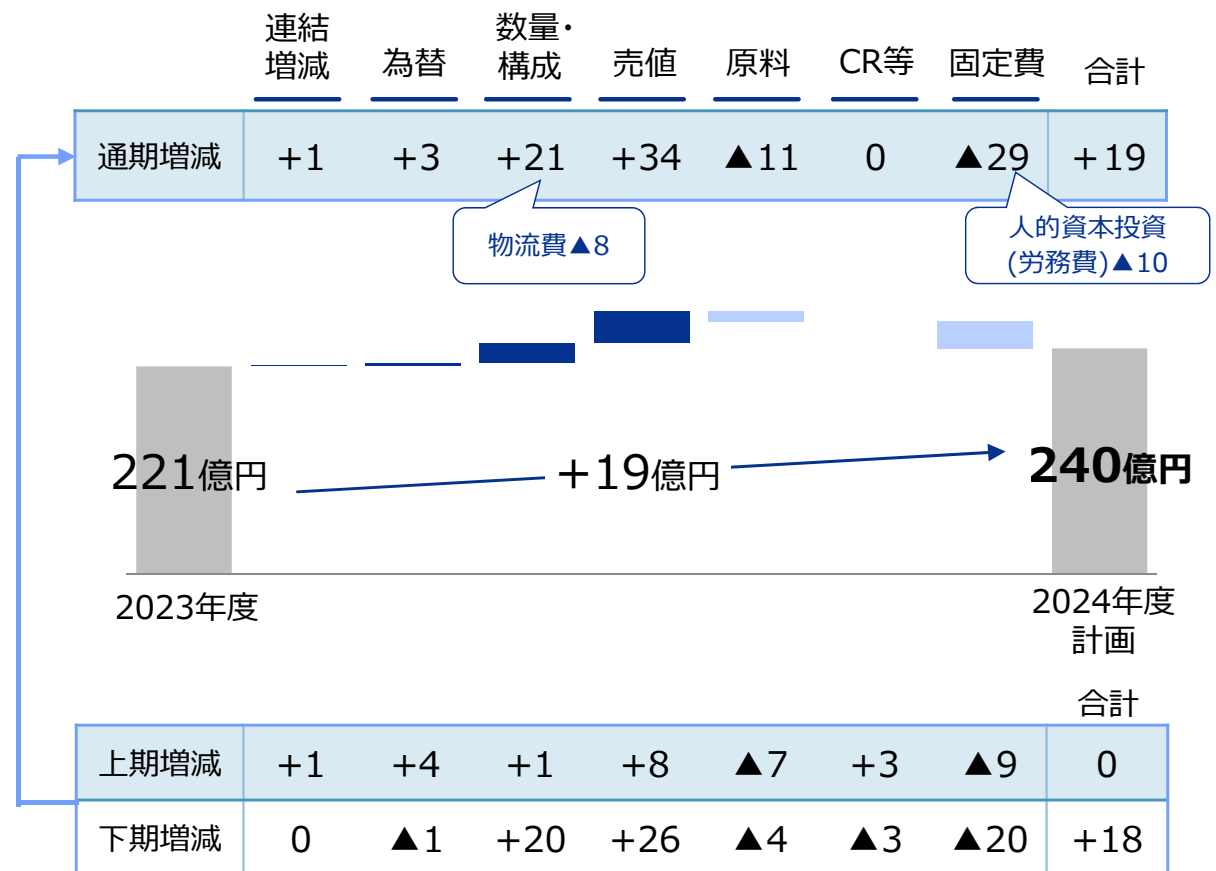 連結
増減
為替
数量・
構成
売値
原料
CR等
固定費
合計
通期増減 +1 +3 +21 +34 ▲11 0 ▲29 +19
物流費▲8
人的資本投資
(労務費)▲10
221億円
+19億円
240億円
2023年度
2024年度
計画
合計
上期増減 +1 +4 +1 +8 ▲7 +3 ▲9 0
下期増減 0 ▲1 +20 +26 ▲4 ▲3 ▲20 +18